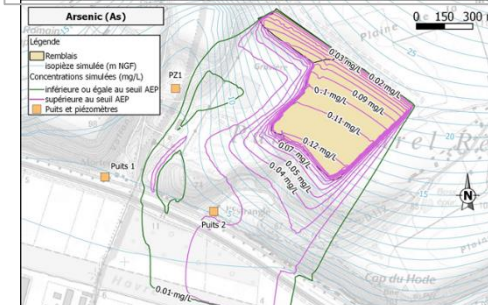 Arsenic (As)
0 150 300 m
Légende
Remblais
isopièze simulée (m NGF)
Concentrations simulées (mg/L)
inférieure ou égale au seuil AEP
supérieure au seuil AEP
Puits et piézomètres
PZ1
Puits 1
Puits 2
0.03 mg/L
0.02 mg/L
0.1 mg/L
0.09 mg/L
0.11 mg/L
0.12 mg/L
0.07 mg/L
0.05 mg/L
0.04 mg/L
0.01 mg/L
Plaine
Cap du Hode
N